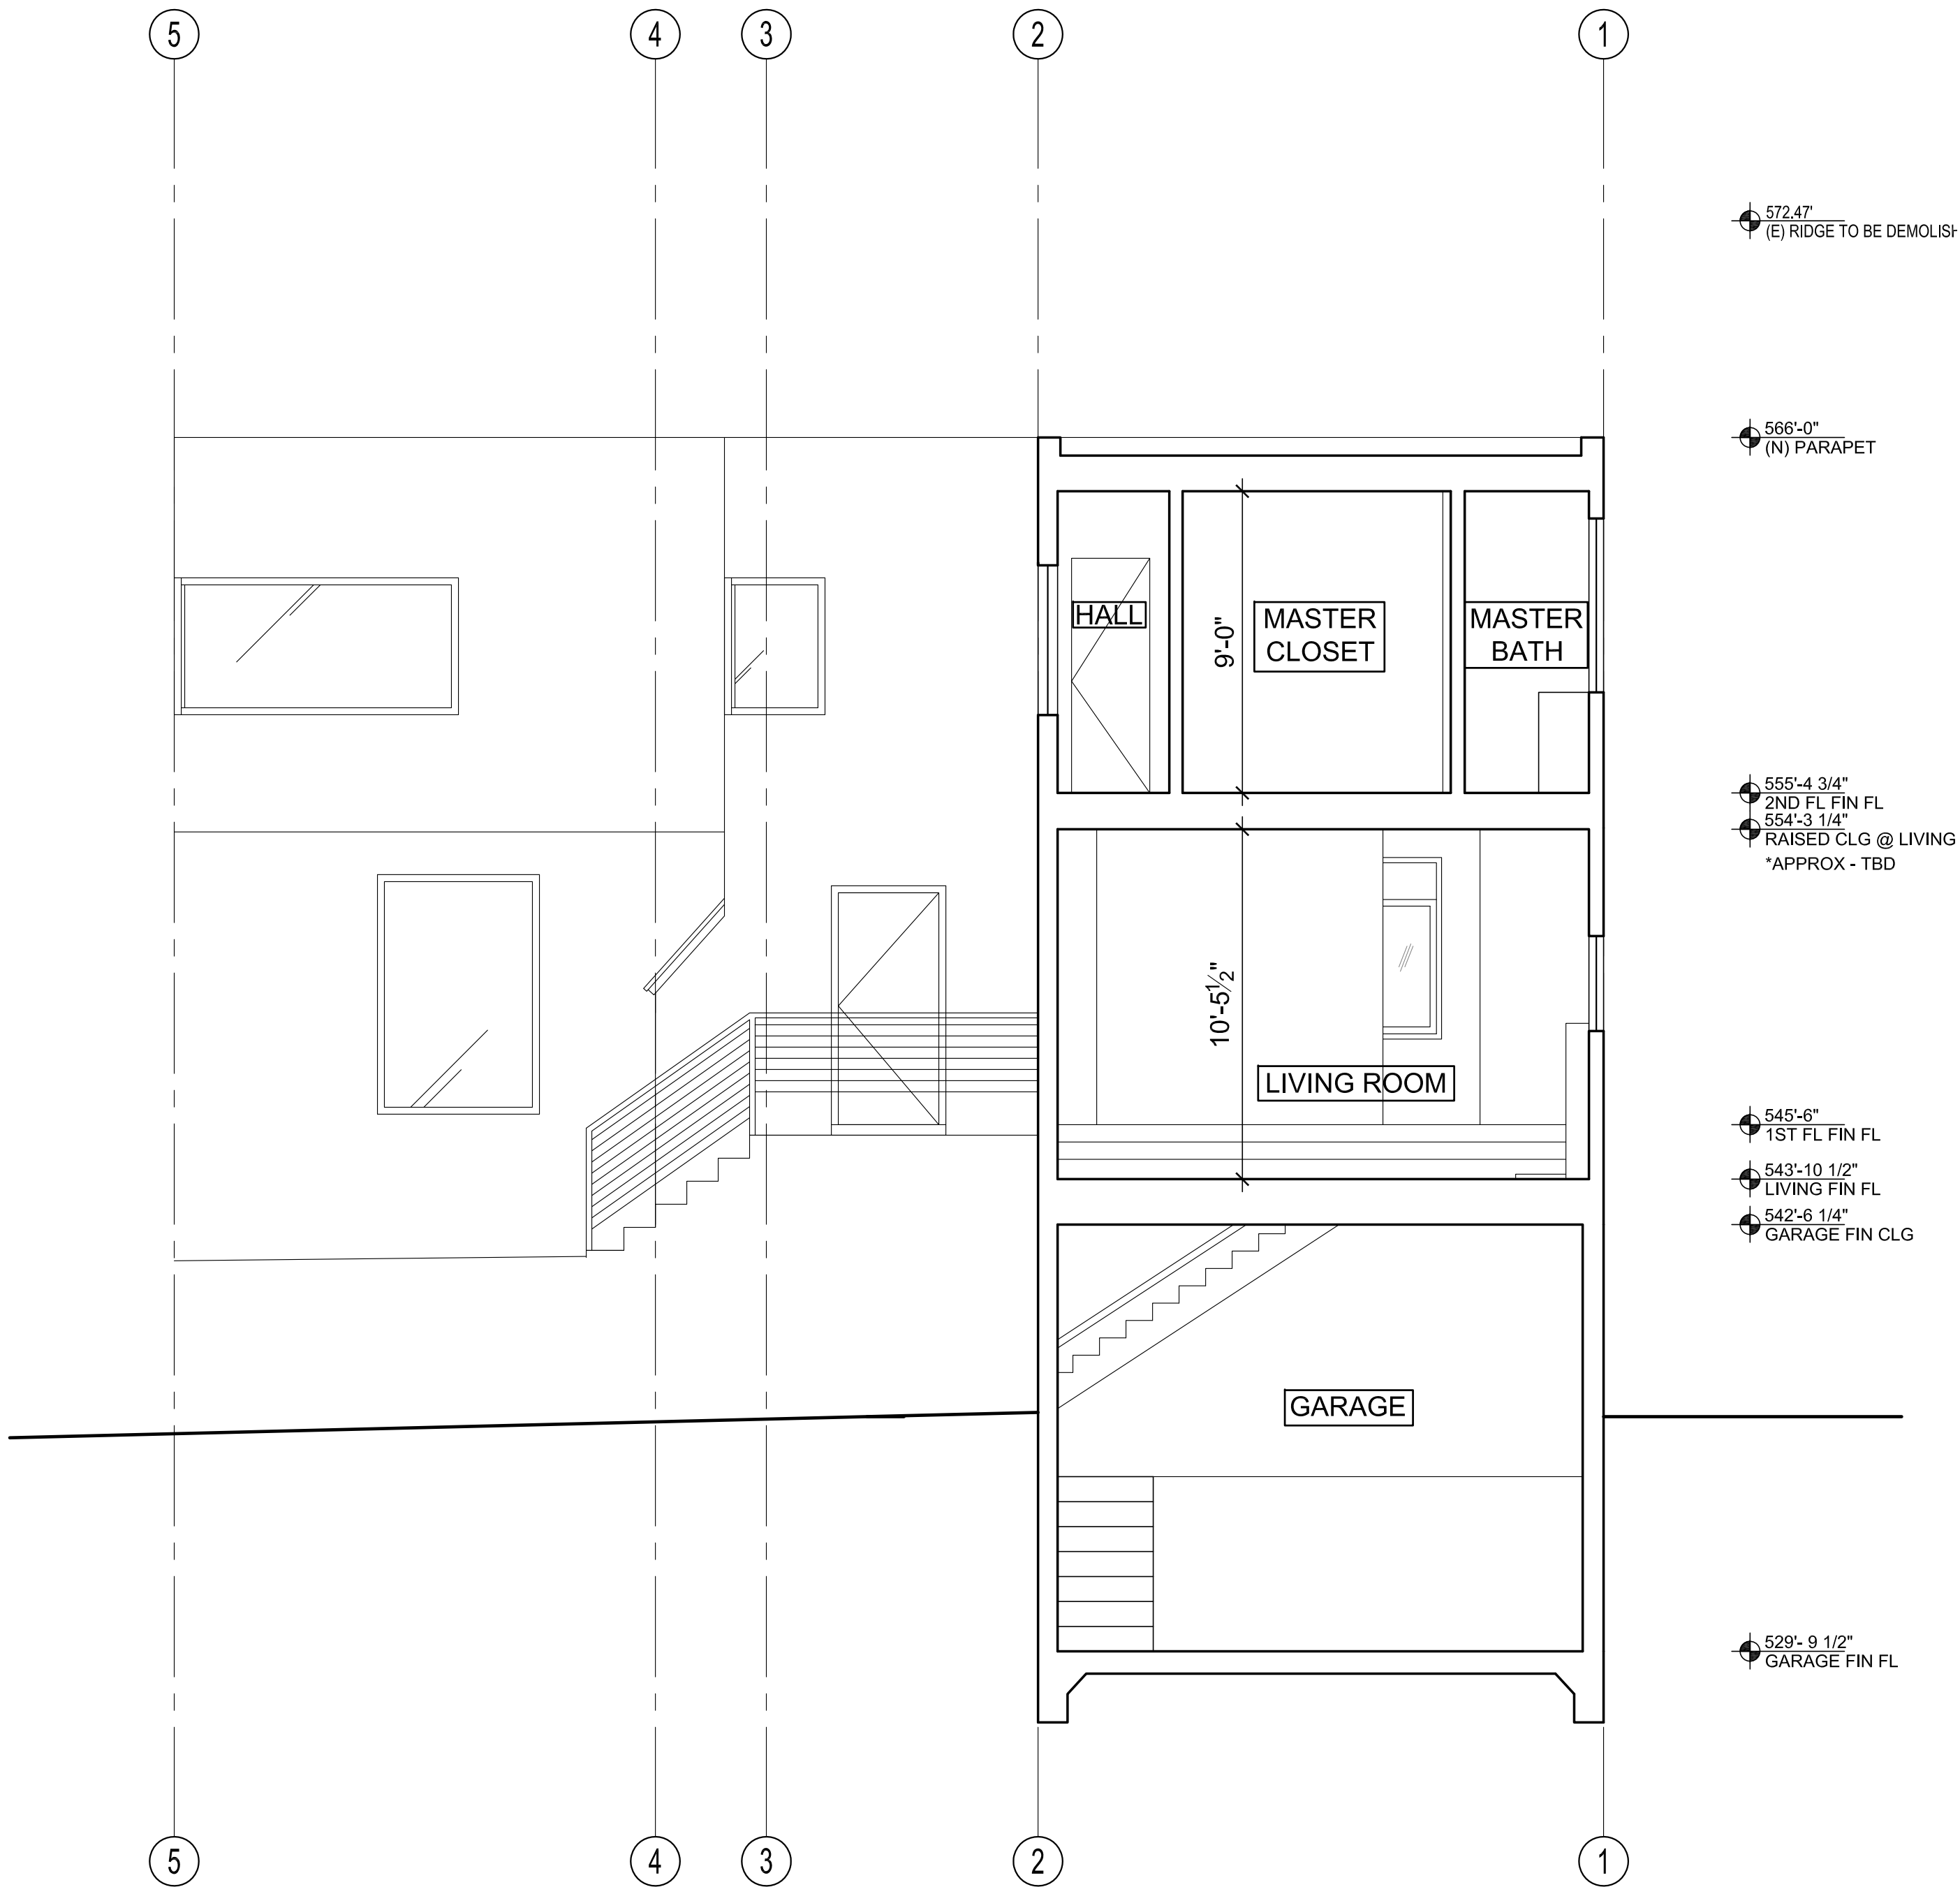 5 4 3 2 1
572.47'
(E) RIDGE TO BE DEMOLISH
566'-0"
(N) PARAPET
HALL
MASTER
CLOSET
MASTER
BATH
9'-0"
555'-4 3/4"
2ND FL FIN FL
554'-3 1/4"
RAISED CLG @ LIVING
*APPROX - TBD
10'-5½"
LIVING ROOM
545'-6"
1ST FL FIN FL
543'-10 1/2"
LIVING FIN FL
542'-6 1/4"
GARAGE FIN CLG
GARAGE
529'- 9 1/2"
GARAGE FIN FL
5 4 3 2 1